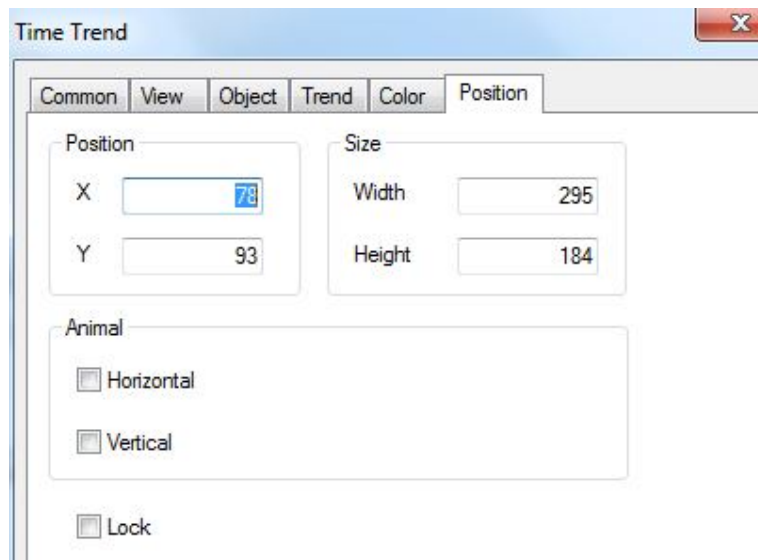 Time Trend
Common View Object Trend Color Position
Position
X 78
Y 93
Size
Width 295
Height 184
Animal
Horizontal
Vertical
Lock